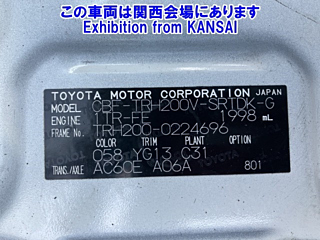 この車両は関西会場にあります
Exhibition from KANSAI
TOYOTA MOTOR CORPORATION JAPAN
MODEL CBF-TRH200V-SRTDK-G
ENGINE 1TR-FE 1998 mL
FRAME No. TRH200-0224696
COLOR TRIM PLANT
058 YG13 C31
TRANS./AXLE AC60E A06A 801